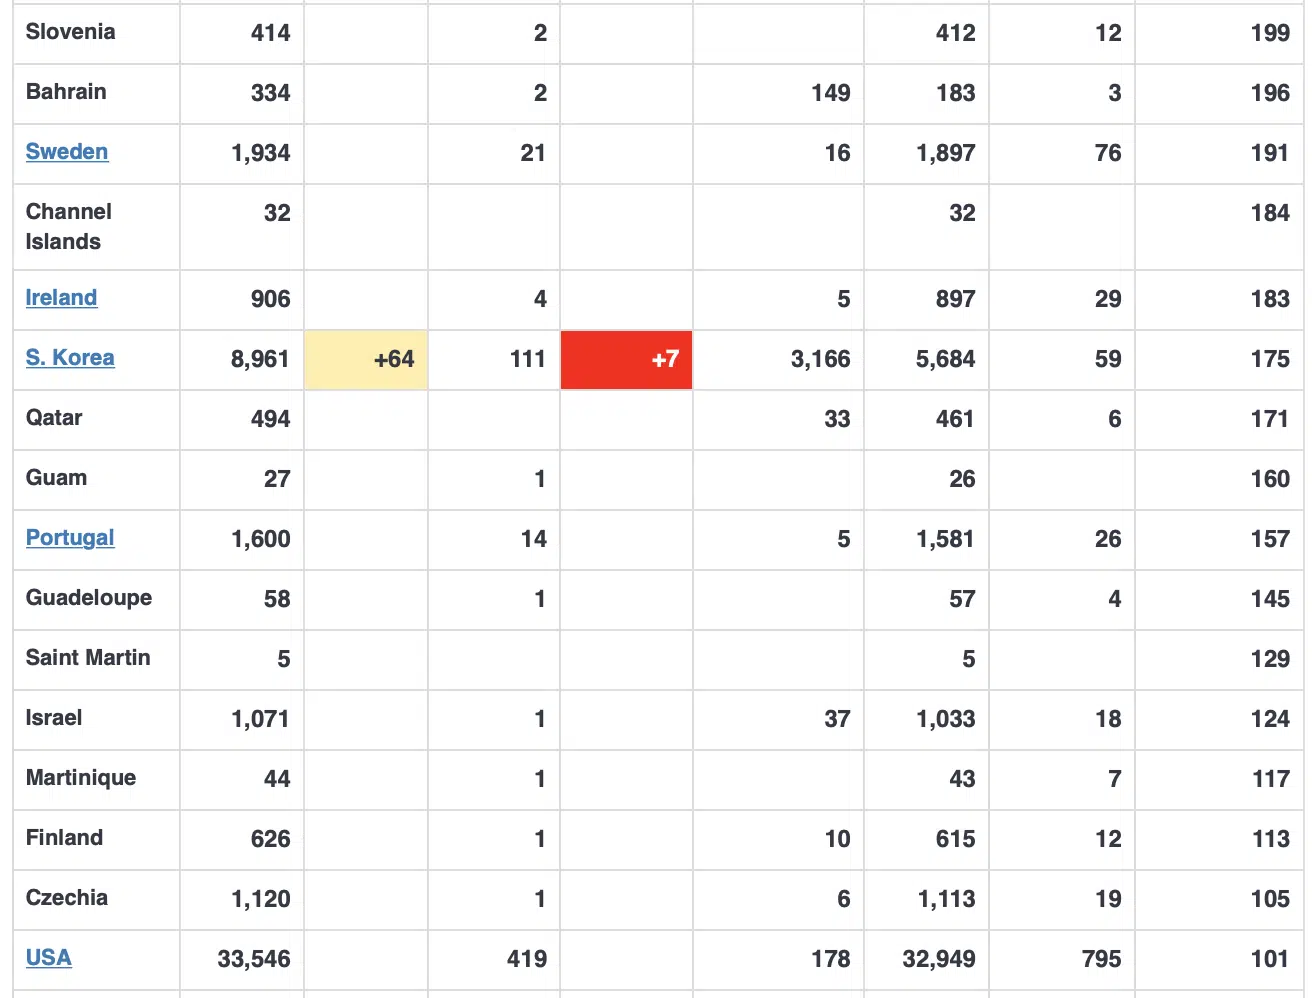 Slovenia 414 2 412 12 199
Bahrain 334 2 149 183 3 196
Sweden 1,934 21 16 1,897 76 191
Channel 32 32 184
Islands
Ireland 906 4 5 897 29 183
S. Korea 8,961 +64 111 +7 3,166 5,684 59 175
Qatar 494 33 461 6 171
Guam 27 1 26 160
Portugal 1,600 14 5 1,581 26 157
Guadeloupe 58 1 57 4 145
Saint Martin 5 5 129
Israel 1,071 1 37 1,033 18 124
Martinique 44 1 43 7 117
Finland 626 1 10 615 12 113
Czechia 1,120 1 6 1,113 19 105
USA 33,546 419 178 32,949 795 101